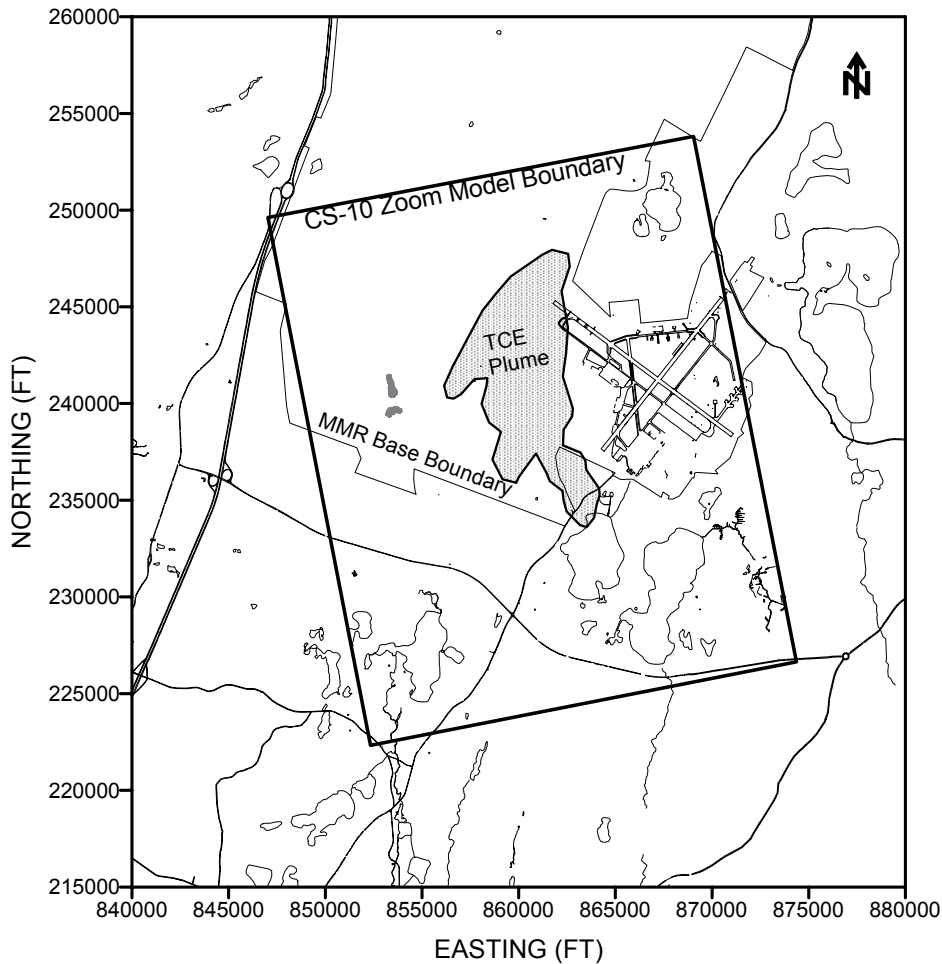 260000
255000
250000
245000
240000
235000
230000
225000
220000
215000
NORTHING (FT)
N
CS-10 Zoom Model Boundary
TCE
Plume
MMR Base Boundary
840000 845000 850000 855000 860000 865000 870000 875000 880000
EASTING (FT)